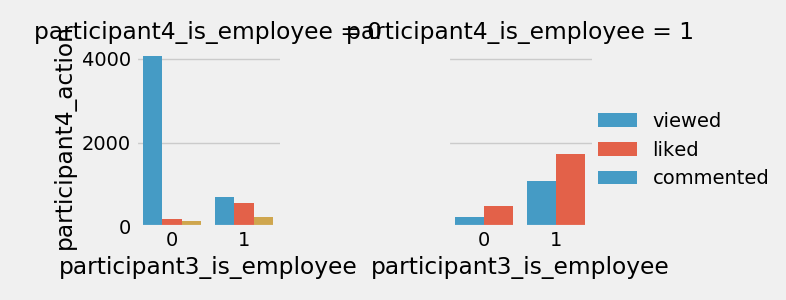 participant4_is_employee = 0
participant4_is_employee = 1
participant4_action
4000
2000
0
0 1
0 1
participant3_is_employee
participant3_is_employee
viewed
liked
commented